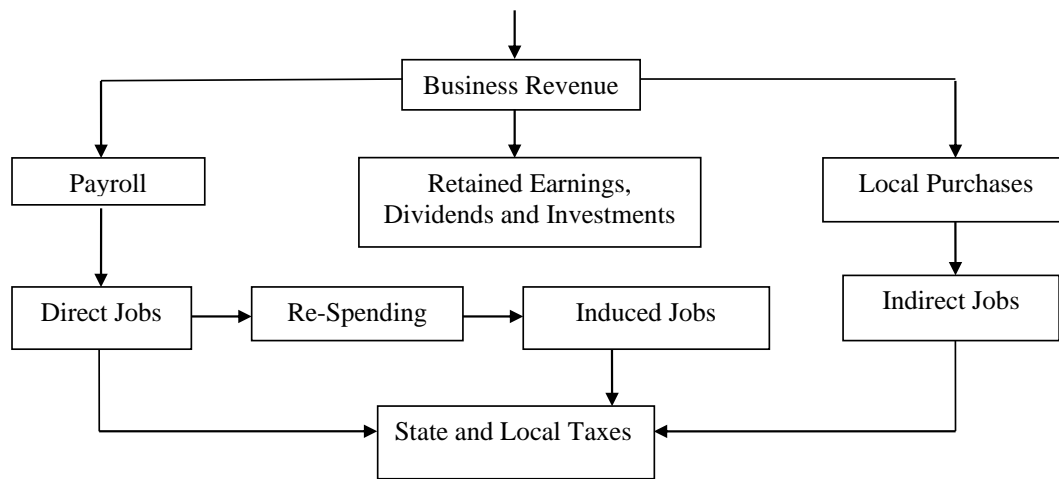 Business Revenue
Payroll
Retained Earnings,
Dividends and Investments
Local Purchases
Direct Jobs
Re-Spending
Induced Jobs
Indirect Jobs
State and Local Taxes